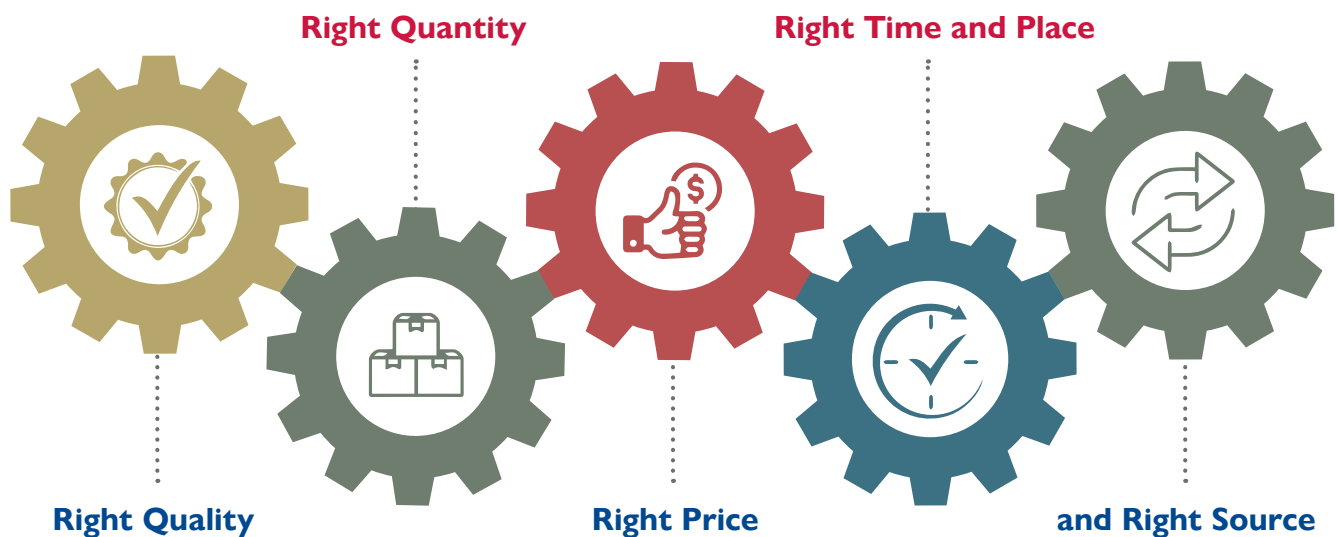 Right Quantity
Right Time and Place
$
Right Quality
Right Price
and Right Source